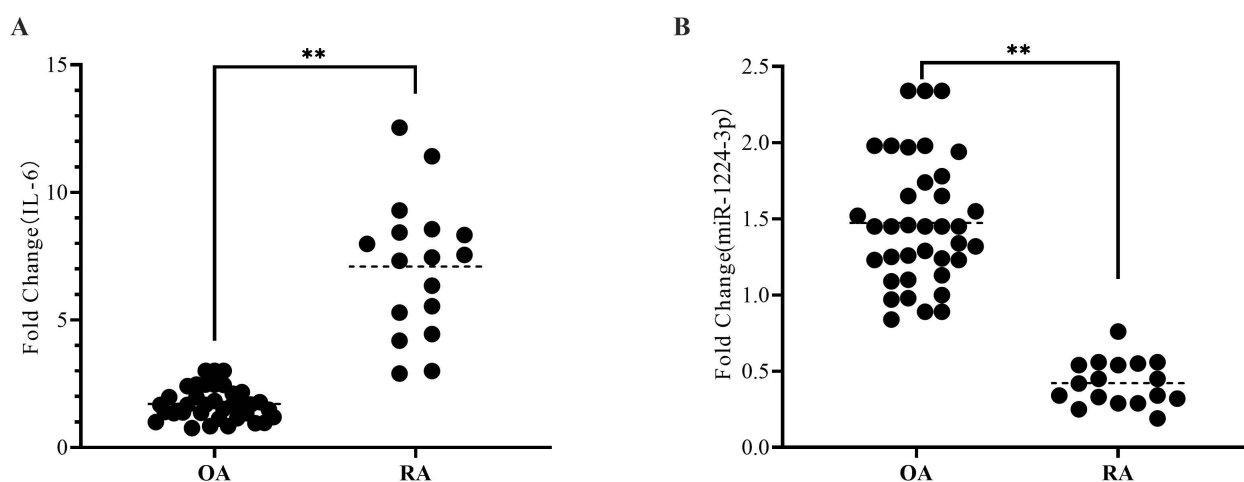 A
B
**
**
Fold Change(IL-6)
15
10
5
0
OA
RA
Fold Change(miR-1224-3p)
2.5
2.0
1.5
1.0
0.5
0.0
OA
RA